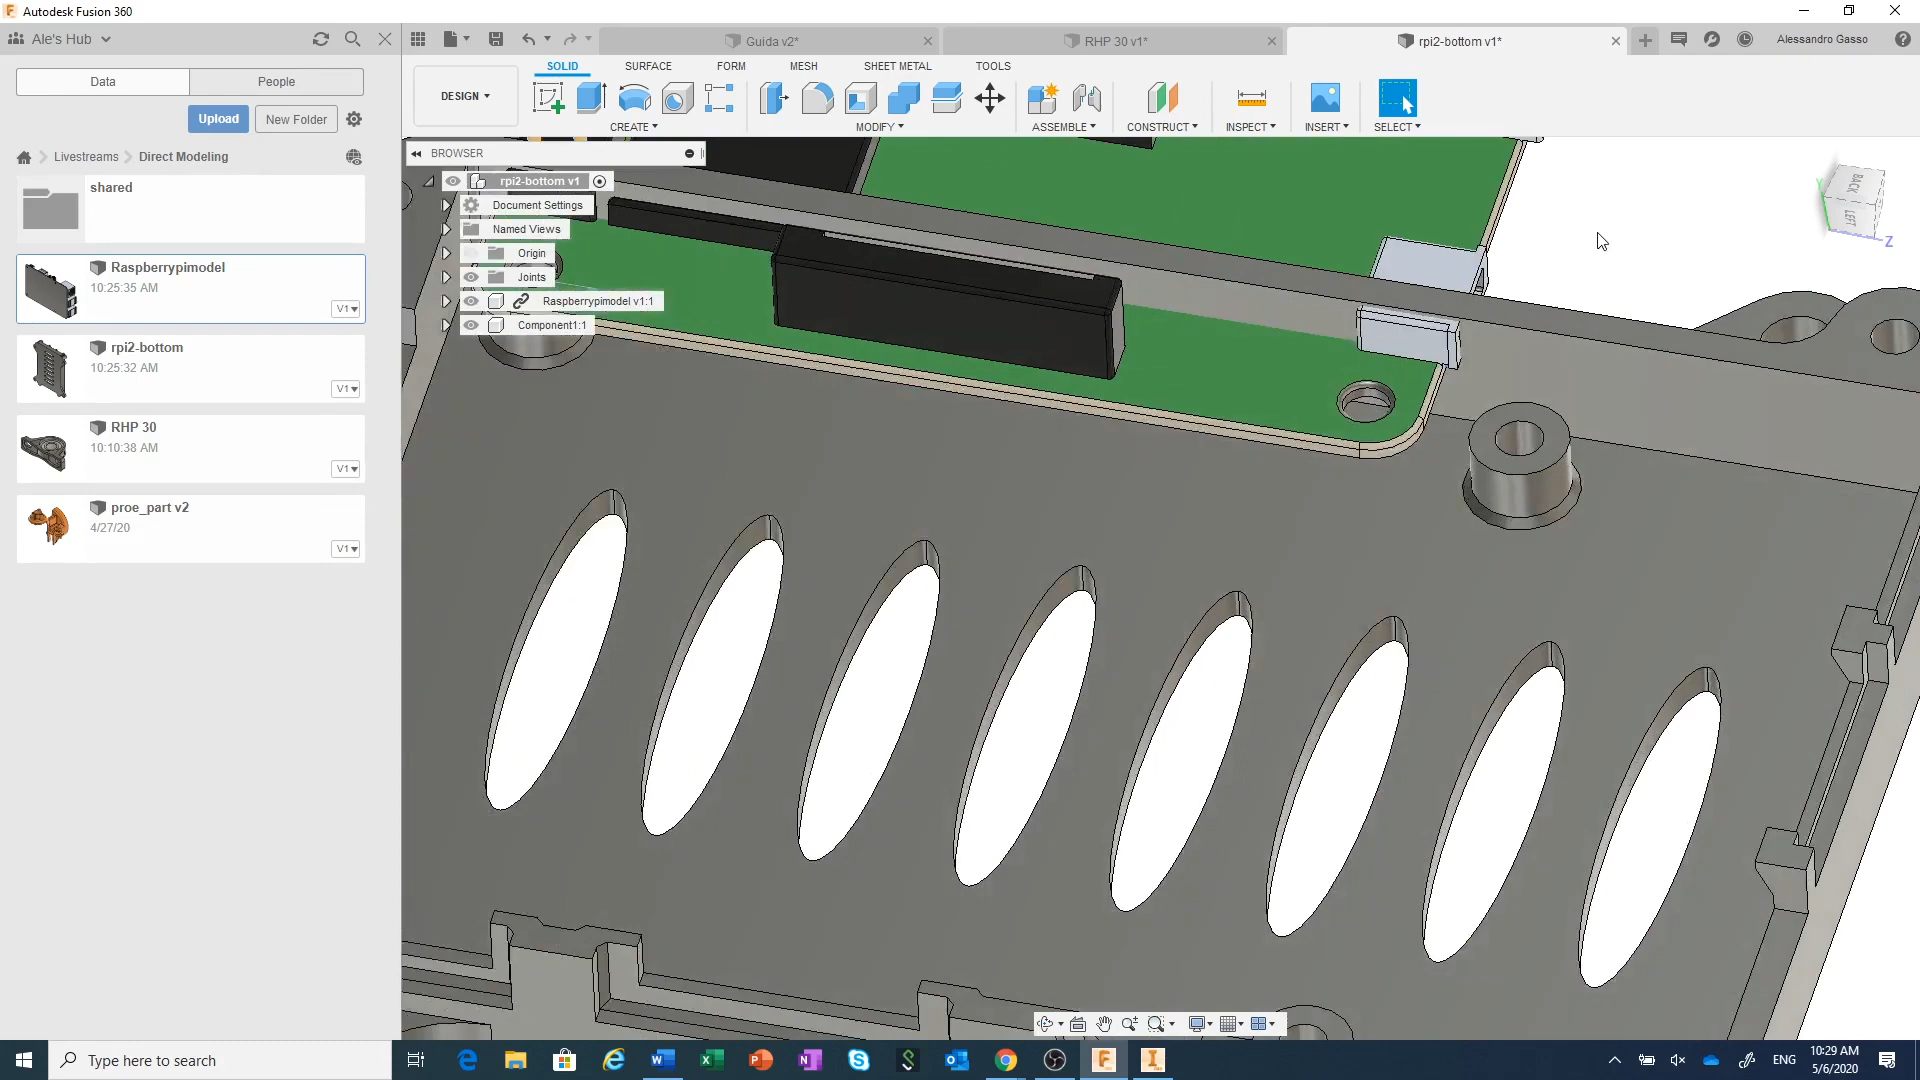 Autodesk Fusion 360
Ale's Hub
Guida v2*
RHP 30 v1*
rpi2-bottom v1*
Alessandro Gasso
Data
People
SOLID
SURFACE
FORM
MESH
SHEET METAL
TOOLS
DESIGN
Upload
New Folder
CREATE
MODIFY
ASSEMBLE
CONSTRUCT
INSPECT
INSERT
SELECT
Livestreams
Direct Modeling
BROWSER
shared
rpi2-bottom v1
Document Settings
Named Views
Origin
Joints
Raspberrypimodel v1:1
Component1:1
Raspberrypimodel
10:25:35 AM
V1
rpi2-bottom
10:25:32 AM
V1
RHP 30
10:10:38 AM
V1
proe_part v2
4/27/20
V1
BACK
LEFT
Y
Z
Type here to search
ENG
10:29 AM
5/6/2020